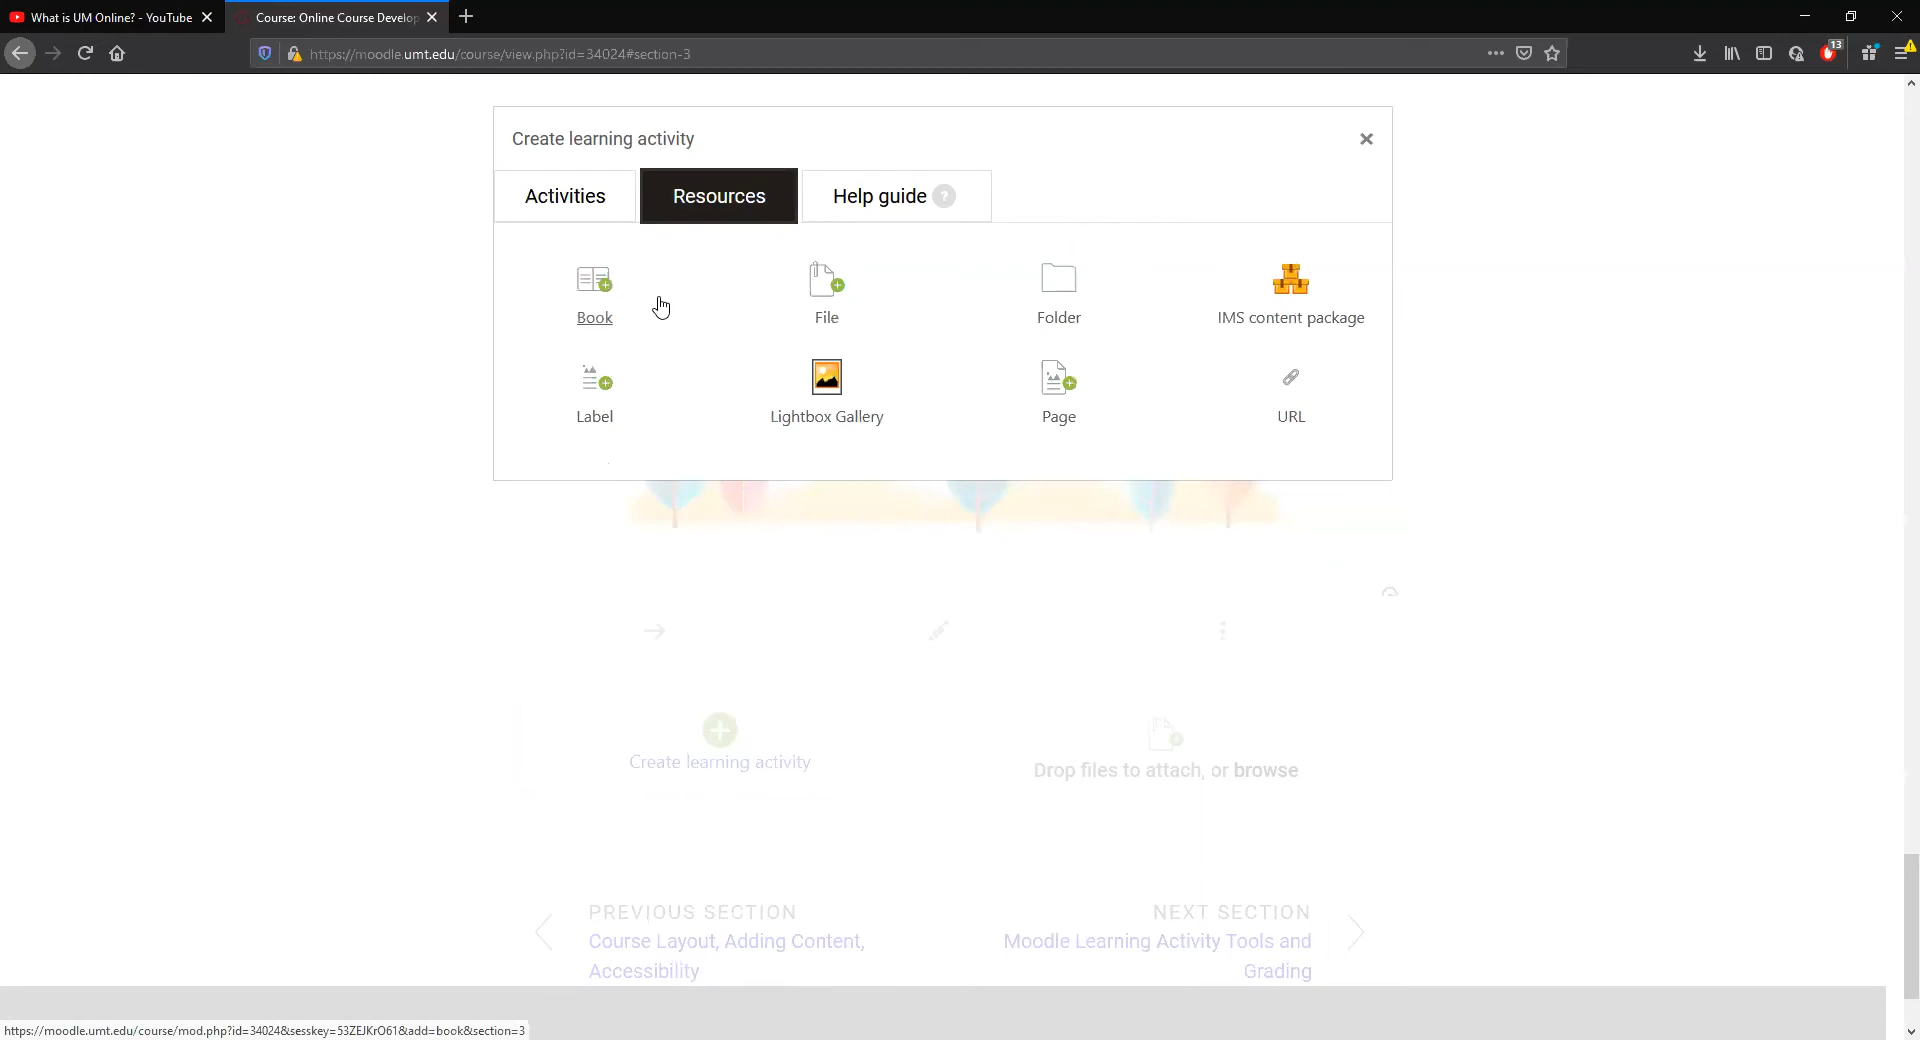 What is UM Online? - YouTube
Course: Online Course Develop
https://moodle.umt.edu/course/view.php?id=34024#section-3
13
Create learning activity
Activities
Resources
Help guide ?
Book
File
Folder
IMS content package
Label
Lightbox Gallery
Page
URL
Create learning activity
Drop files to attach, or browse
PREVIOUS SECTION
Course Layout, Adding Content,
Accessibility
NEXT SECTION
Moodle Learning Activity Tools and
Grading
https://moodle.umt.edu/course/mod.php?id=34024&sesskey=53ZEJKrO61&add=book&section=3